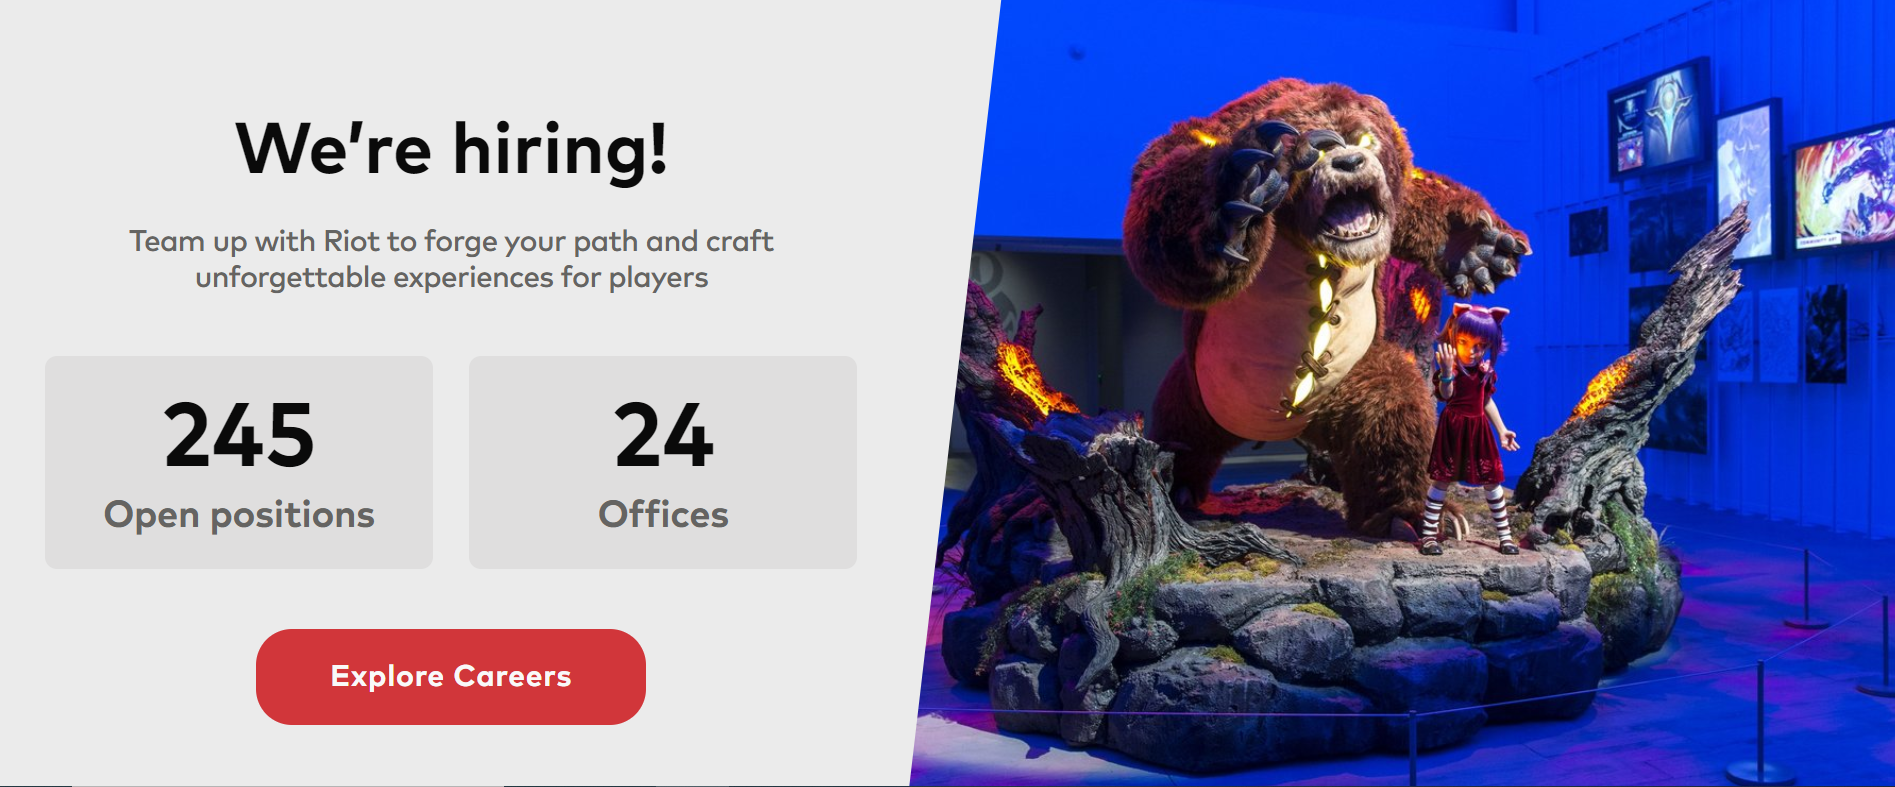 We're hiring!
Team up with Riot to forge your path and craft
unforgettable experiences for players
245
Open positions
24
Offices
Explore Careers